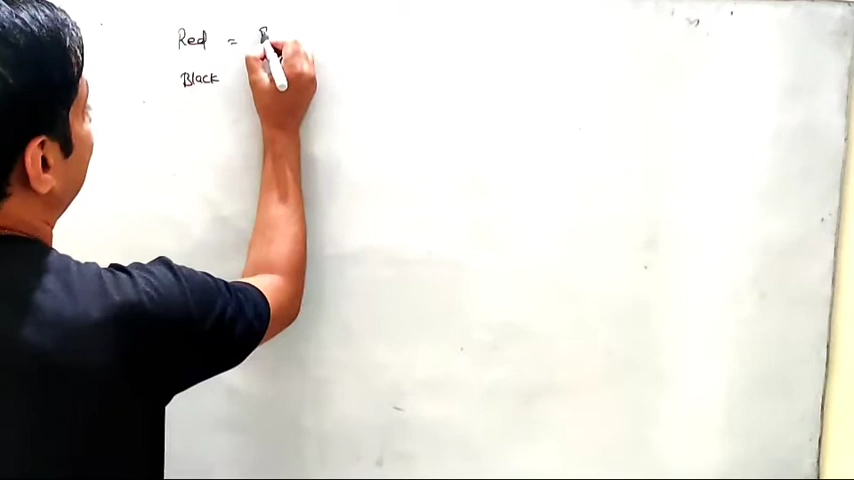 Red =
Black